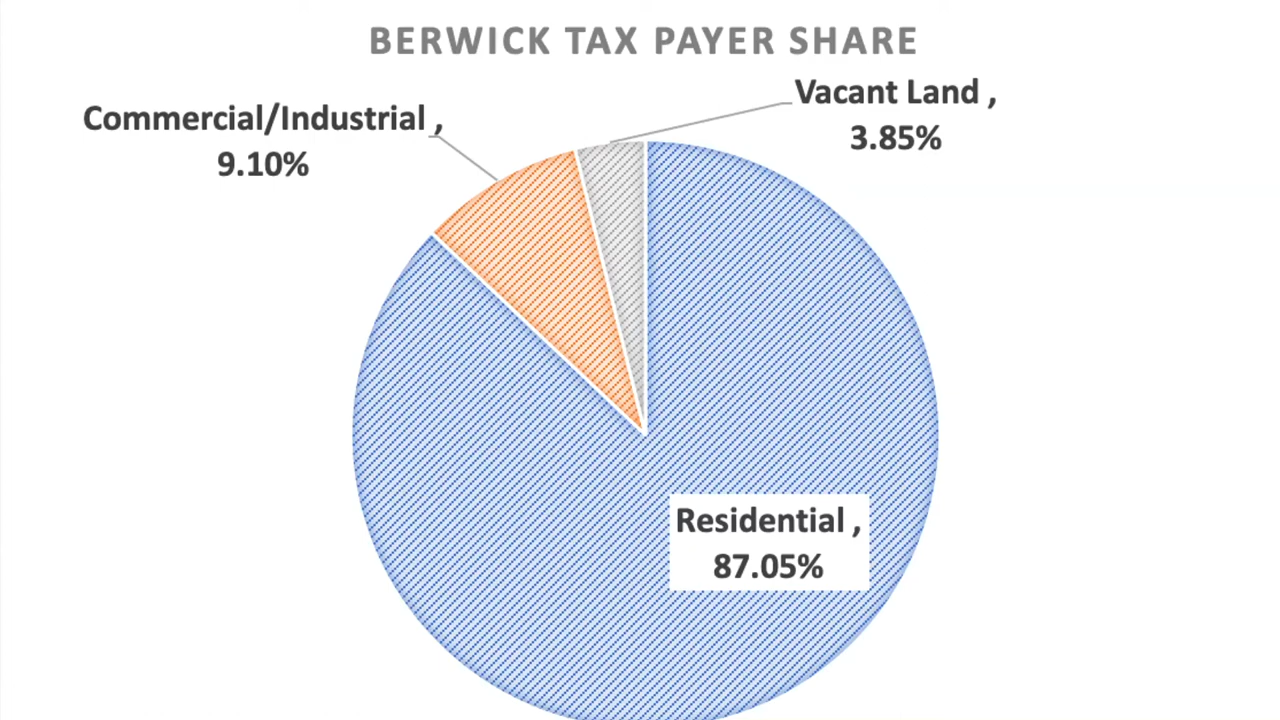 BERWICK TAX PAYER SHARE
Commercial/Industrial ,
9.10%
Vacant Land ,
3.85%
Residential ,
87.05%